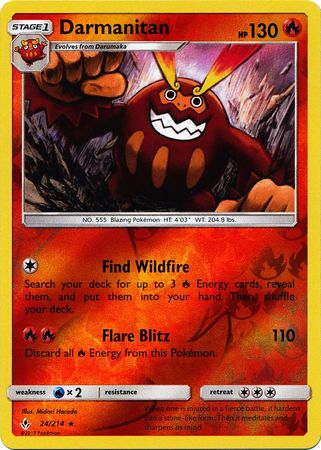 STAGE 1 Darmanitan HP 130
Evolves from Darumaka
NO. 555 Blazing Pokémon HT: 4'03" WT: 204.8 lbs.
Find Wildfire
Search your deck for up to 3 Energy cards, reveal
them, and put them into your hand. Then, shuffle
your deck.
Flare Blitz 110
Discard all Energy from this Pokémon.
weakness × 2 resistance retreat
Illus. Midori Harada
24/214 ★
©2019 Pokémon
When one is injured in a fierce battle, it hardens
into a stone-like form. Then it meditates and
sharpens its mind.